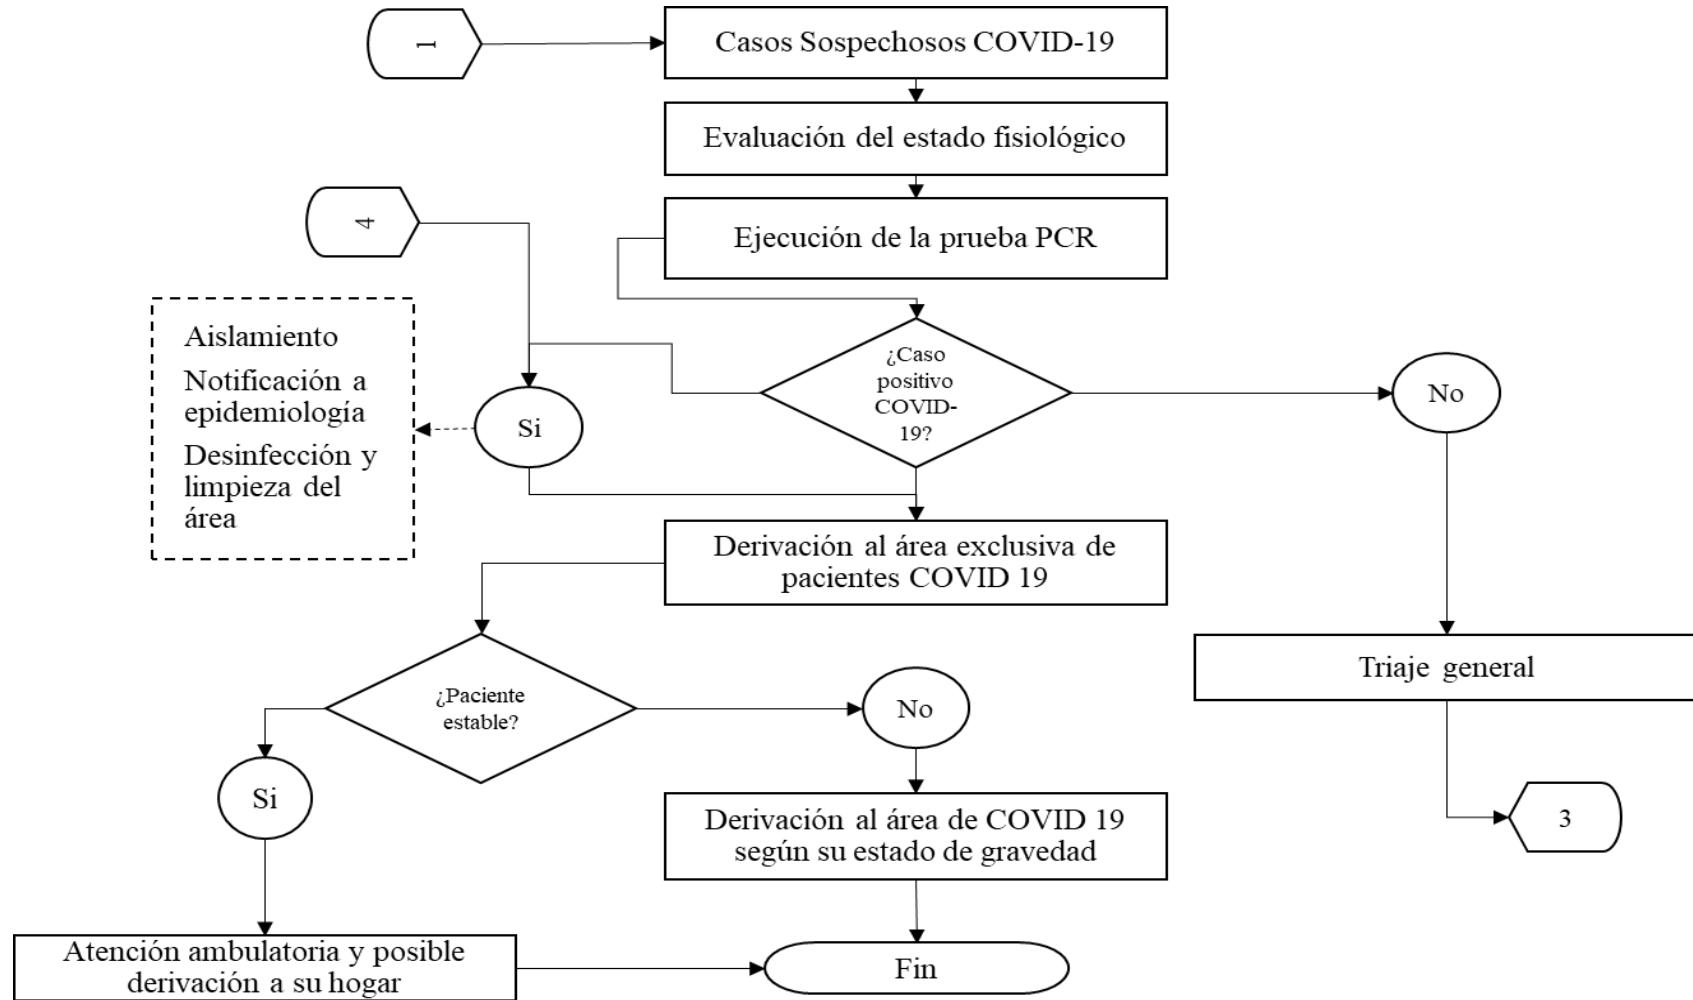 1
Casos Sospechosos COVID-19
Evaluación del estado fisiológico
4
Ejecución de la prueba PCR
Aislamiento
Notificación a
epidemiología
Desinfección y
limpieza del
área
¿Caso
positivo
COVID-
19?
Si
No
Derivación al área exclusiva de
pacientes COVID 19
Triaje general
¿Paciente
estable?
No
Si
Derivación al área de COVID 19
según su estado de gravedad
3
Atención ambulatoria y posible
derivación a su hogar
Fin